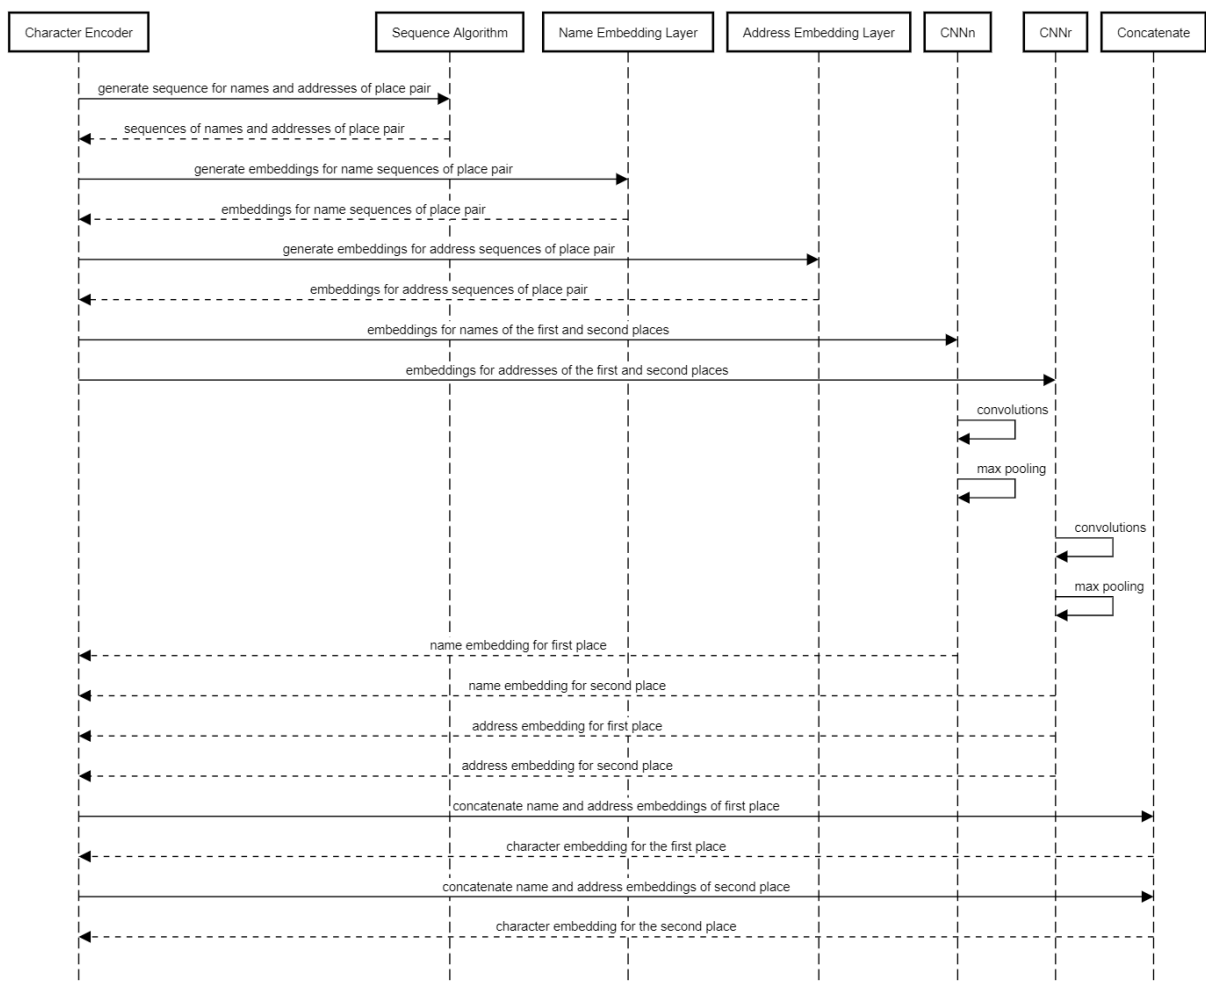 Character Encoder
Sequence Algorithm
Name Embedding Layer
Address Embedding Layer
CNNn
CNNr
Concatenate
generate sequence for names and addresses of place pair
sequences of names and addresses of place pair
generate embeddings for name sequences of place pair
embeddings for name sequences of place pair
generate embeddings for address sequences of place pair
embeddings for address sequences of place pair
embeddings for names of the first and second places
embeddings for addresses of the first and second places
convolutions
max pooling
convolutions
max pooling
name embedding for first place
name embedding for second place
address embedding for first place
address embedding for second place
concatenate name and address embeddings of first place
character embedding for the first place
concatenate name and address embeddings of second place
character embedding for the second place